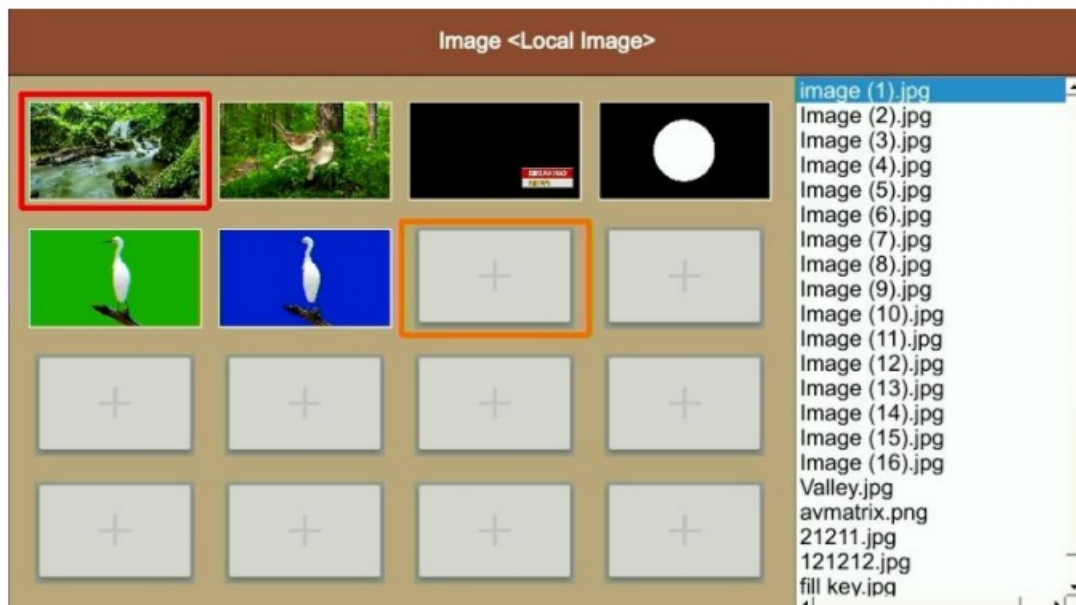 Image <Local Image>
BREAKING
NEWS
image (1).jpg
Image (2).jpg
Image (3).jpg
Image (4).jpg
Image (5).jpg
Image (6).jpg
Image (7).jpg
Image (8).jpg
Image (9).jpg
Image (10).jpg
Image (11).jpg
Image (12).jpg
Image (13).jpg
Image (14).jpg
Image (15).jpg
Image (16).jpg
Valley.jpg
avmatrix.png
21211.jpg
121212.jpg
fill key.jpg